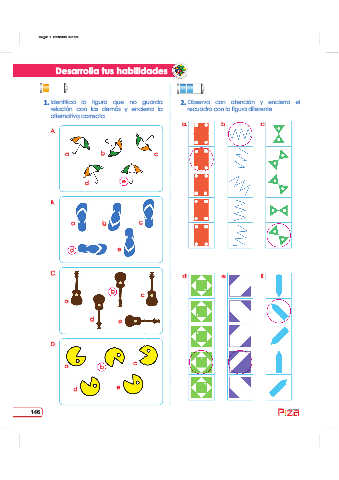 Desarrolla tus habilidades
1. Identifica la figura que no guarda
relación con las demás y encierra la
alternativa correcta.
2. Observa con atención y encierra el
recuadro con la figura diferente.
A.
a
b
c
d
e
B.
a
b
c
d
e
C.
a
b
c
d
e
D.
a
b
c
d
e
a.
b.
c.
d.
e.
f.
146